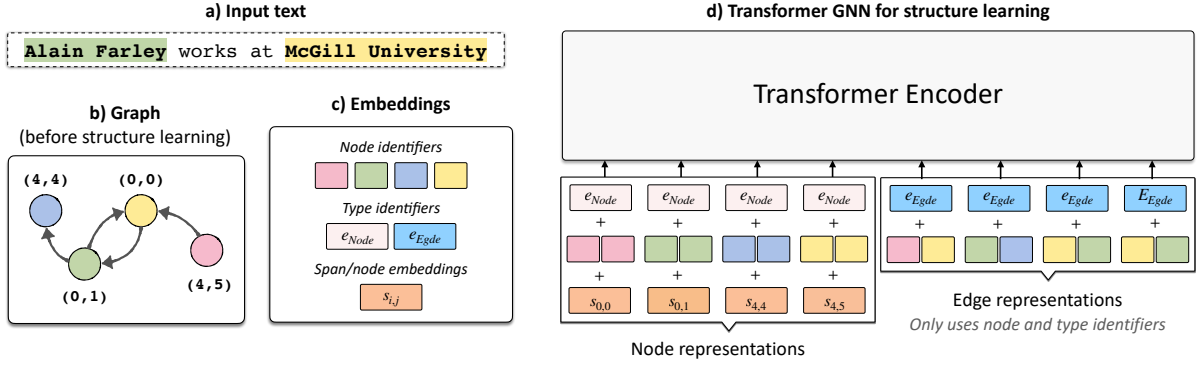 a) Input text
Alain Farley works at McGill University
b) Graph
(before structure learning)
(4,4)
(0,0)
(0,1)
(4,5)
c) Embeddings
Node identifiers
Type identifiers
eNode eEgde
Span/node embeddings
si,j
d) Transformer GNN for structure learning
Transformer Encoder
eNode eNode eNode eNode eEgde eEgde eEgde EEgde
+ + + + + + + +
+ + + +
s0,0 s0,1 s4,4 s4,5
Node representations
Edge representations
Only uses node and type identifiers